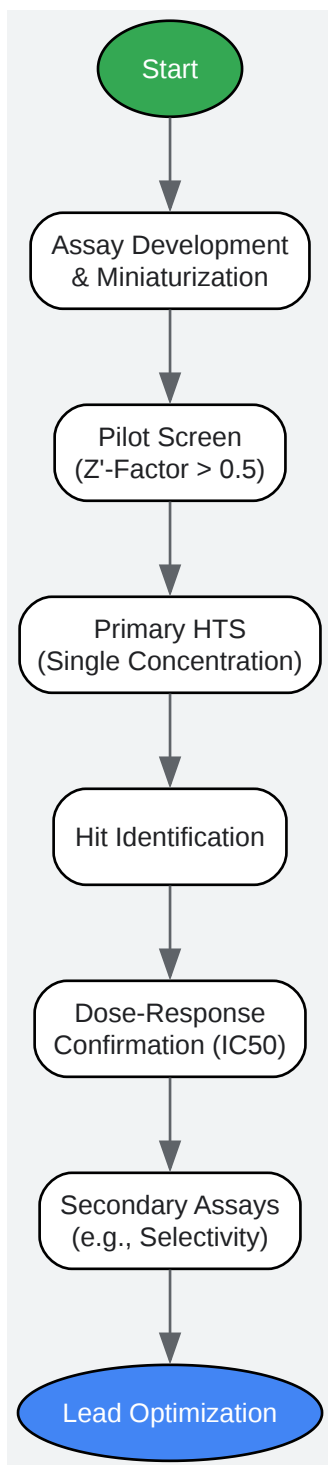 Start
Assay Development
& Miniaturization
Pilot Screen
(Z'-Factor > 0.5)
Primary HTS
(Single Concentration)
Hit Identification
Dose-Response
Confirmation (IC50)
Secondary Assays
(e.g., Selectivity)
Lead Optimization